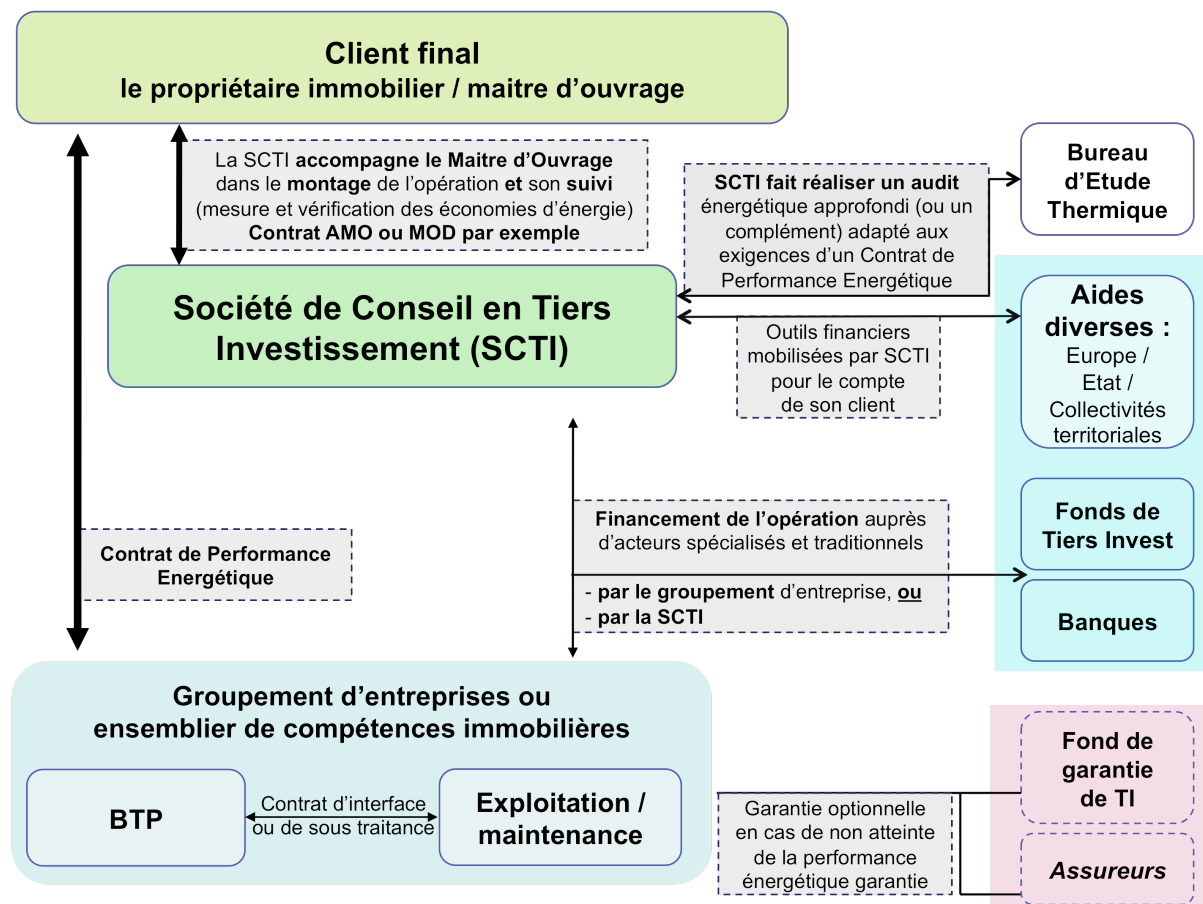 Client final
le propriétaire immobilier / maitre d’ouvrage
La SCTI accompagne le Maitre d’Ouvrage
dans le montage de l’opération et son suivi
(mesure et vérification des économies d’énergie)
Contrat AMO ou MOD par exemple
SCTI fait réaliser un audit
énergétique approfondi (ou un
complément) adapté aux
exigences d’un Contrat de
Performance Energétique
Bureau
d’Etude
Thermique
Société de Conseil en Tiers
Investissement (SCTI)
Outils financiers
mobilisées par SCTI
pour le compte
de son client
Aides
diverses :
Europe /
Etat /
Collectivités
territoriales
Contrat de Performance
Energétique
Financement de l’opération auprès
d’acteurs spécialisés et traditionnels
- par le groupement d’entreprise, ou
- par la SCTI
Fonds de
Tiers Invest
Banques
Groupement d’entreprises ou
ensemblier de compétences immobilières
BTP
Contrat d’interface
ou de sous traitance
Exploitation /
maintenance
Garantie optionnelle
en cas de non atteinte
de la performance
énergétique garantie
Fond de
garantie
de TI
Assureurs